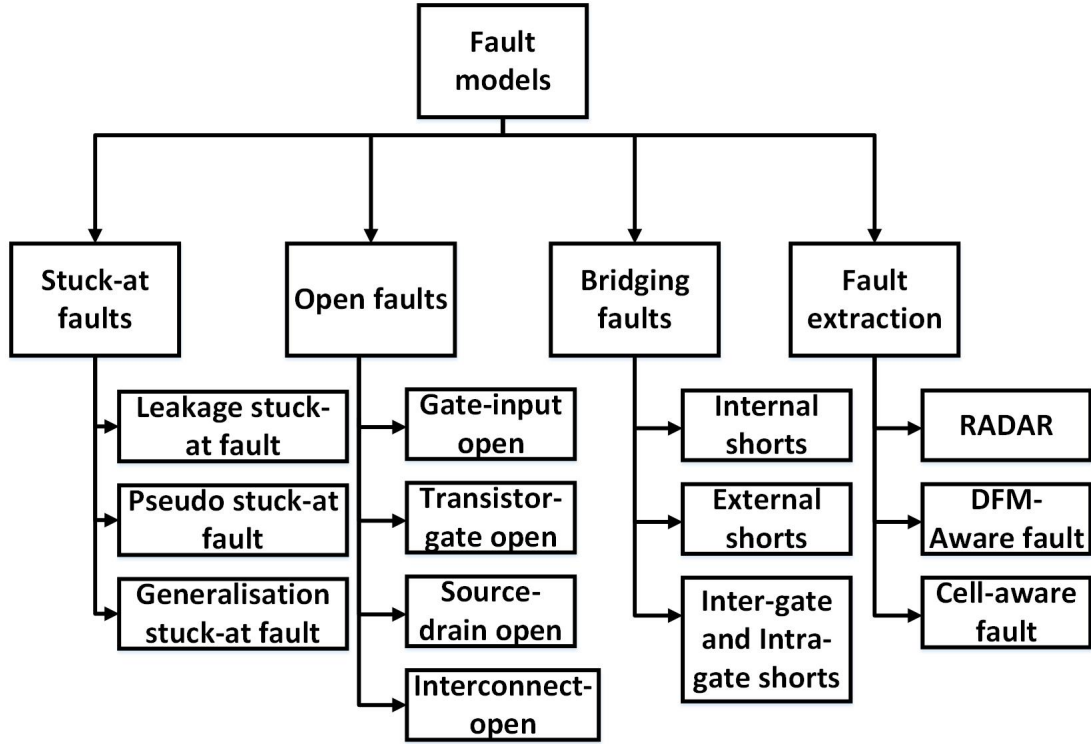 Fault
models
Stuck-at
faults
Open faults
Bridging
faults
Fault
extraction
Leakage stuck-
at fault
Pseudo stuck-at
fault
Generalisation
stuck-at fault
Gate-input
open
Transistor-
gate open
Source-
drain open
Interconnect-
open
Internal
shorts
External
shorts
Inter-gate
and Intra-
gate shorts
RADAR
DFM-
Aware fault
Cell-aware
fault